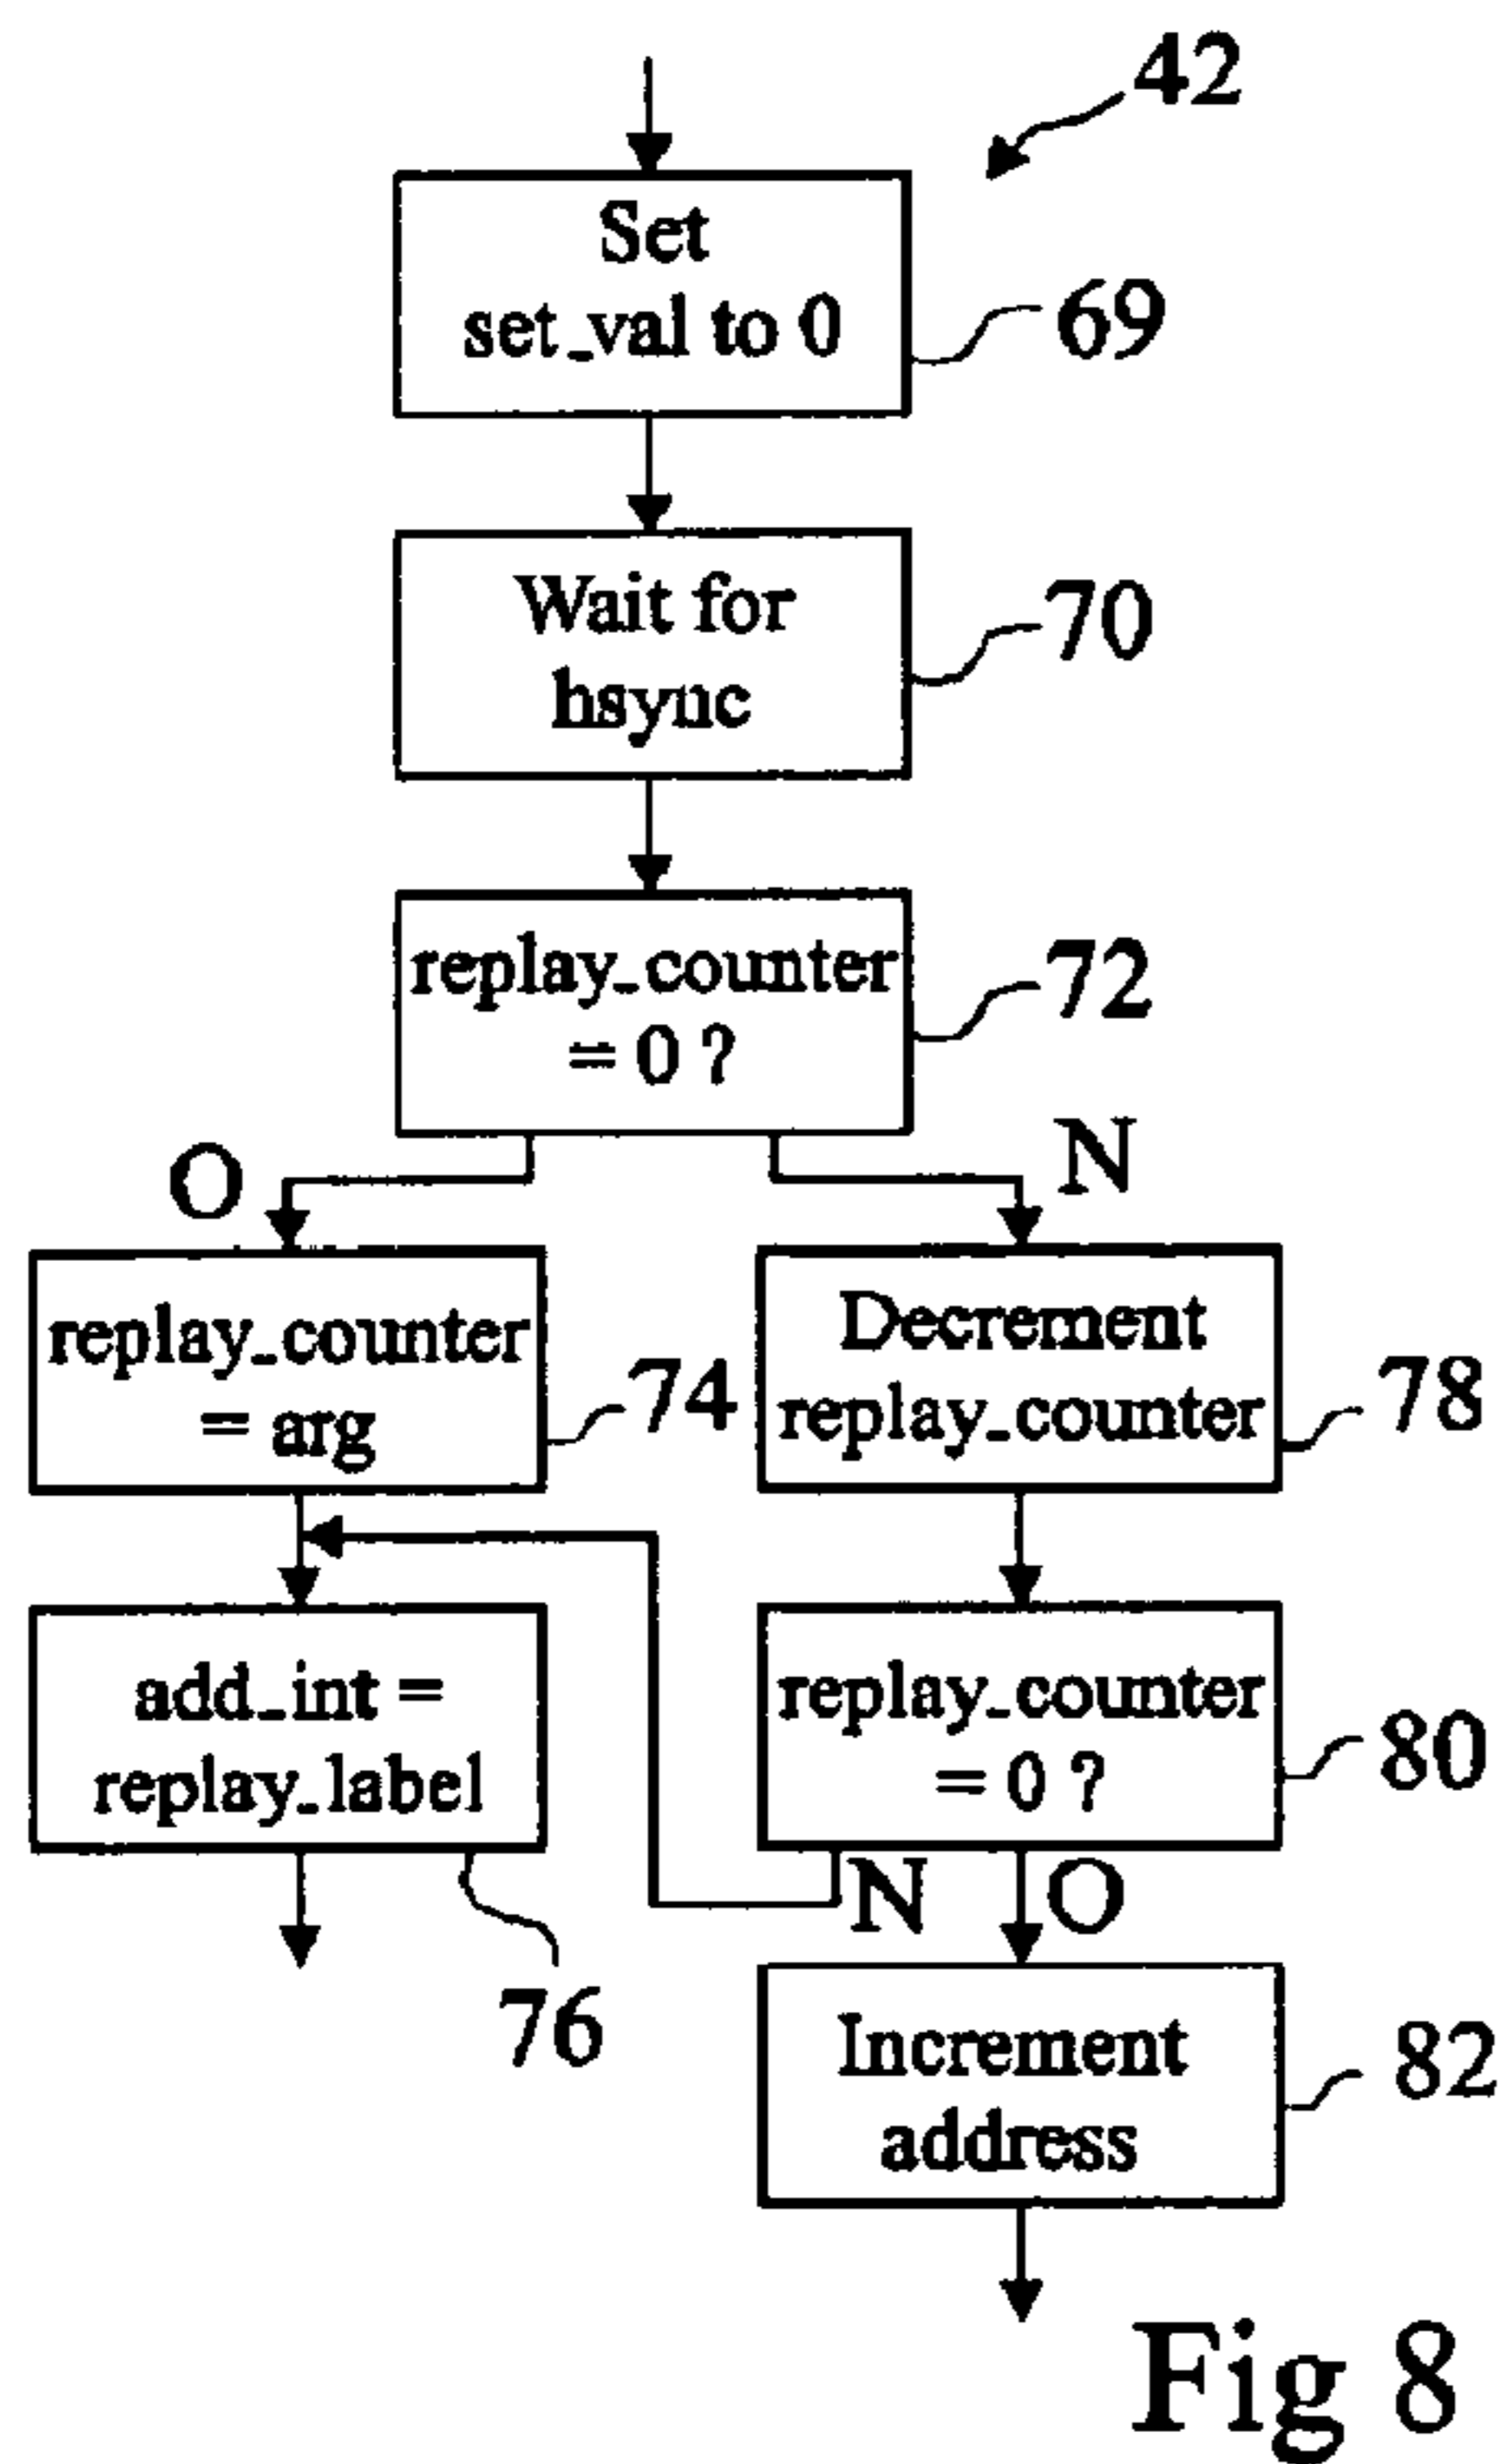 42
Set
set_val to 0
69
Wait for
hsync
70
replay_counter
= 0 ?
72
O
N
replay_counter
= arg
74
Decrement
replay_counter
78
add_int =
replay_label
76
replay_counter
= 0 ?
80
N
O
Increment
address
82
Fig 8